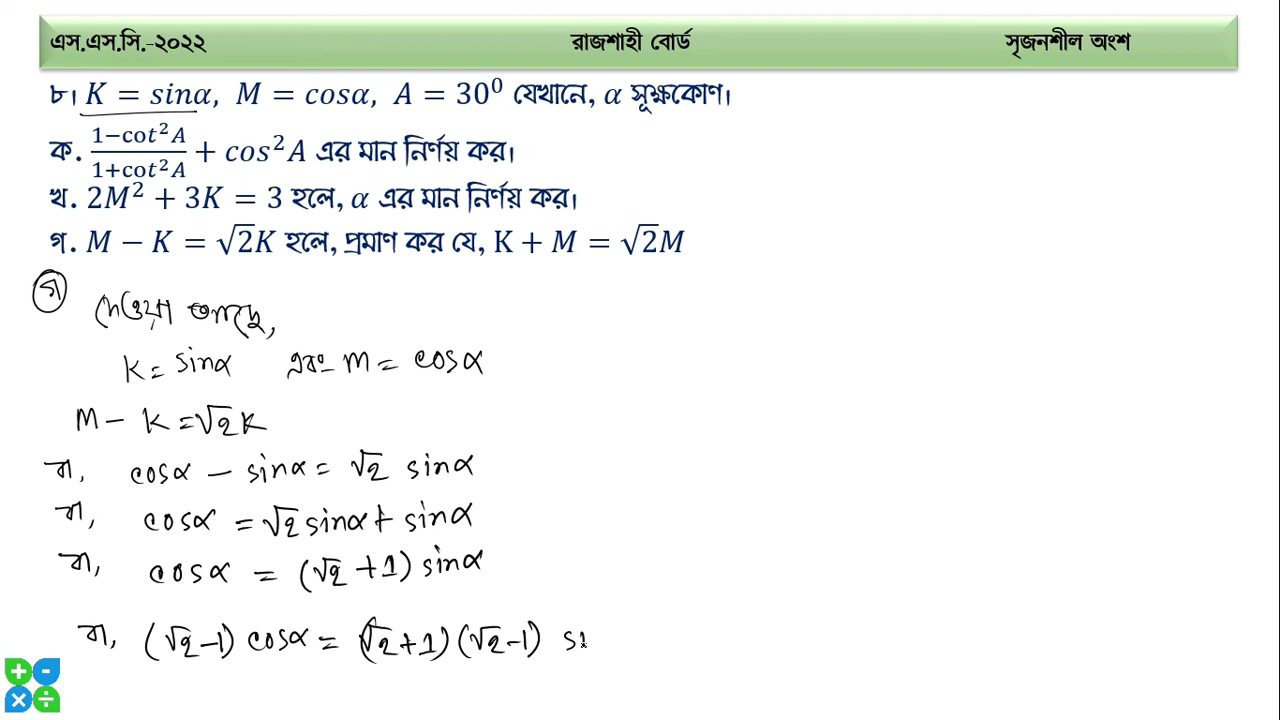 এস.এস.সি.-২০২২ রাজশাহী বোর্ড সৃজনশীল অংশ
৮। K = sinα, M = cosα, A = 30⁰ যেখানে, α সূক্ষকোণ।
ক. (1−cot²A)/(1+cot²A) + cos²A এর মান নির্ণয় কর।
খ. 2M² + 3K = 3 হলে, α এর মান নির্ণয় কর।
গ. M − K = √2K হলে, প্রমাণ কর যে, K + M = √2M
গ
দেওয়া আছে,
K = sinα এবং M = cosα
M − K = √2K
বা, cosα − sinα = √2 sinα
বা, cosα = √2 sinα + sinα
বা, cosα = (√2 + 1) sinα
বা, (√2 − 1) cosα = (√2 + 1)(√2 − 1) si
+ −
× ÷